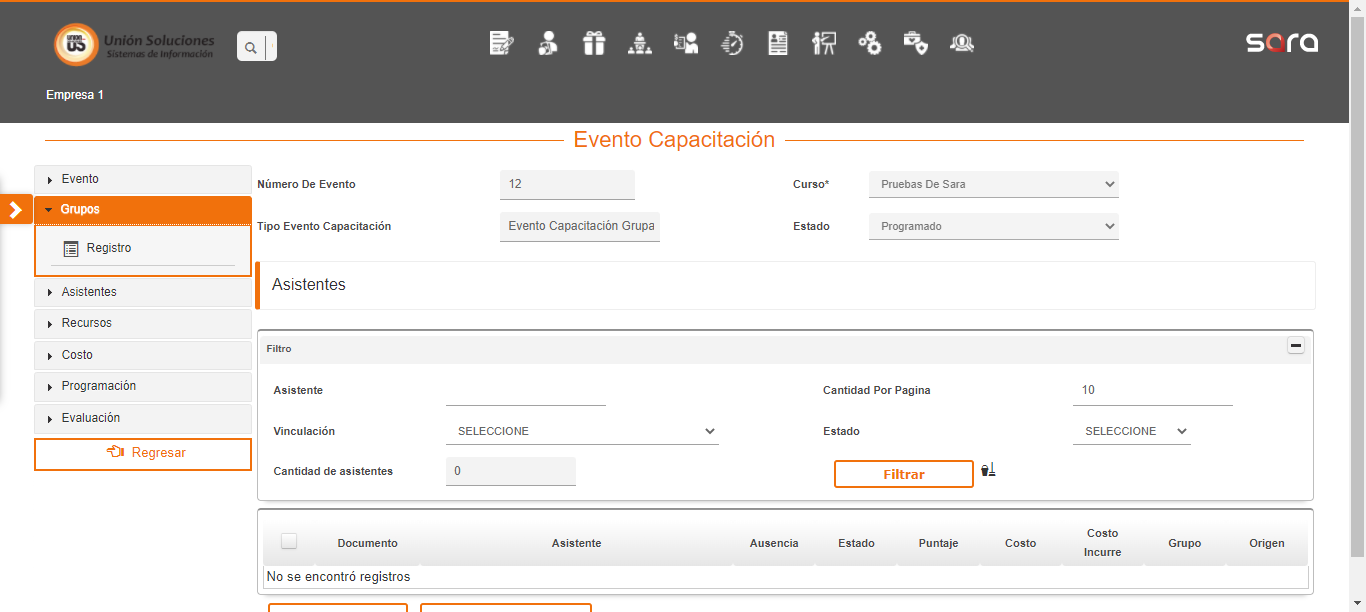 Unión Soluciones
Sistemas de Información
sara
Empresa 1
Evento Capacitación
Evento
Grupos
Registro
Asistentes
Recursos
Costo
Programación
Evaluación
Regresar
Número De Evento 12 Curso* Pruebas De Sara
Tipo Evento Capacitación Evento Capacitación Grupa Estado Programado
Asistentes
Filtro
Asistente Cantidad Por Pagina 10
Vinculación SELECCIONE Estado SELECCIONE
Cantidad de asistentes 0 Filtrar
Documento Asistente Ausencia Estado Puntaje Costo Costo Incurre Grupo Origen
No se encontró registros